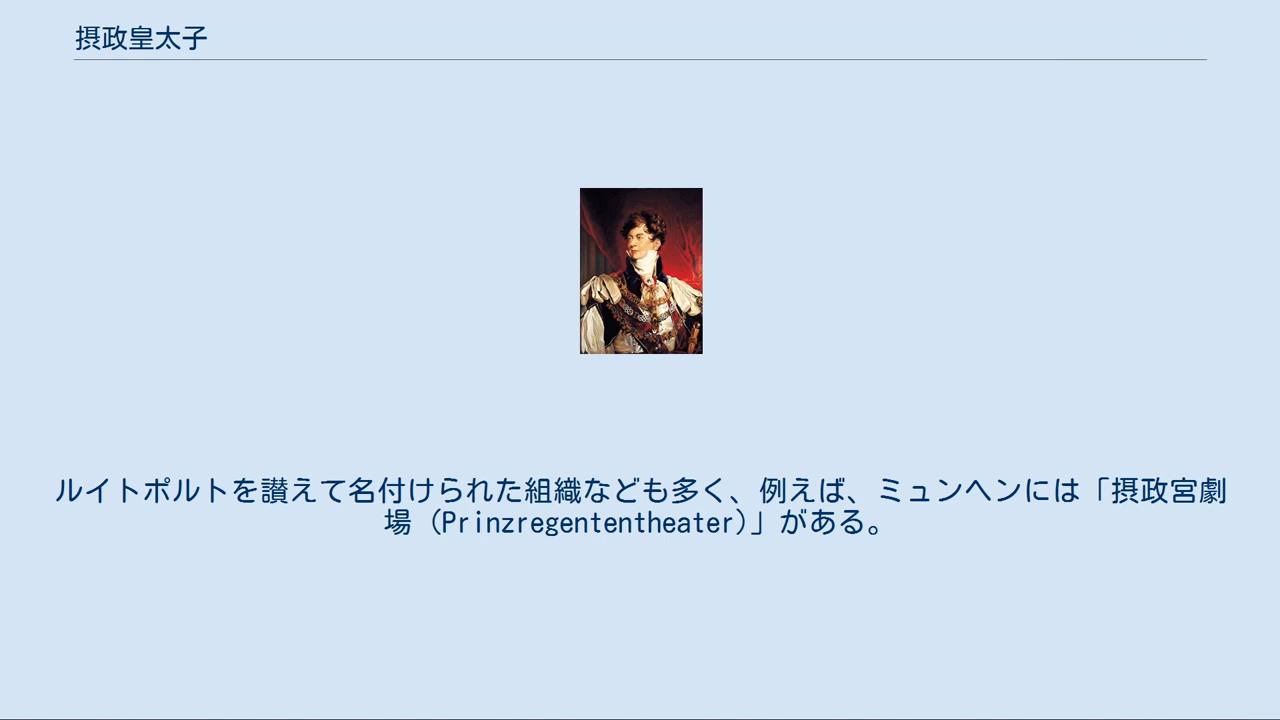 摂政皇太子
ルイトポルトを讃えて名付けられた組織なども多く、例えば、ミュンヘンには「摂政宮劇
場 (Prinzregententheater)」がある。